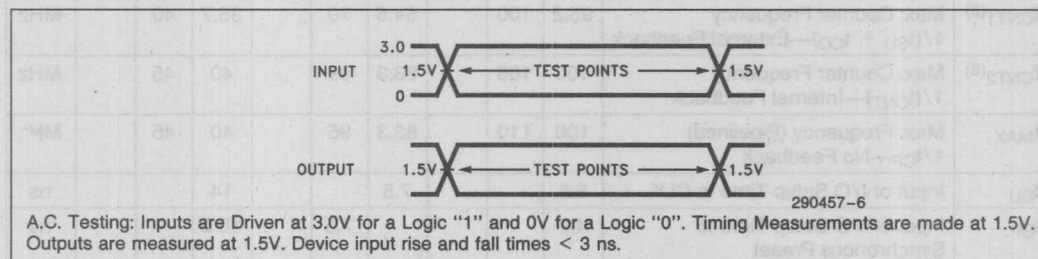 3.0
INPUT 1.5V TEST POINTS 1.5V
0
OUTPUT 1.5V TEST POINTS 1.5V
290457-6
A.C. Testing: Inputs are Driven at 3.0V for a Logic "1" and 0V for a Logic "0". Timing Measurements are made at 1.5V.
Outputs are measured at 1.5V. Device input rise and fall times < 3 ns.